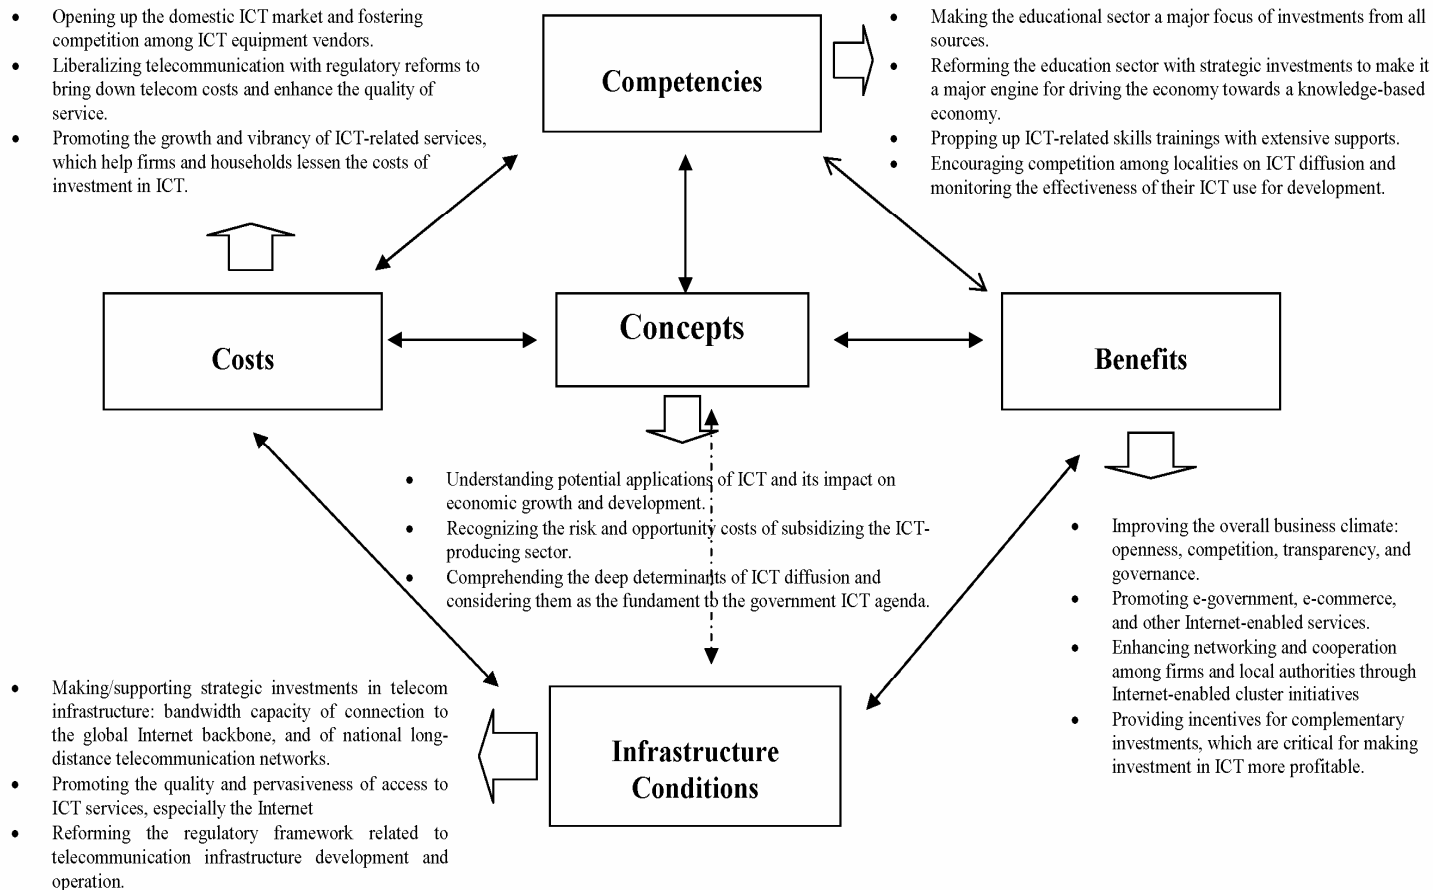 • Opening up the domestic ICT market and fostering
competition among ICT equipment vendors.
• Liberalizing telecommunication with regulatory reforms to
bring down telecom costs and enhance the quality of
service.
• Promoting the growth and vibrancy of ICT-related services,
which help firms and households lessen the costs of
investment in ICT.
Competencies
• Making the educational sector a major focus of investments from all
sources.
• Reforming the education sector with strategic investments to make it
a major engine for driving the economy towards a knowledge-based
economy.
• Propping up ICT-related skills trainings with extensive supports.
• Encouraging competition among localities on ICT diffusion and
monitoring the effectiveness of their ICT use for development.
Costs
Concepts
Benefits
• Understanding potential applications of ICT and its impact on
economic growth and development.
• Recognizing the risk and opportunity costs of subsidizing the ICT-
producing sector.
• Comprehending the deep determinants of ICT diffusion and
considering them as the fundament to the government ICT agenda.
• Improving the overall business climate:
openness, competition, transparency, and
governance.
• Promoting e-government, e-commerce,
and other Internet-enabled services.
• Enhancing networking and cooperation
among firms and local authorities through
Internet-enabled cluster initiatives
• Providing incentives for complementary
investments, which are critical for making
investment in ICT more profitable.
• Making/supporting strategic investments in telecom
infrastructure: bandwidth capacity of connection to
the global Internet backbone, and of national long-
distance telecommunication networks.
• Promoting the quality and pervasiveness of access to
ICT services, especially the Internet
• Reforming the regulatory framework related to
telecommunication infrastructure development and
operation.
Infrastructure
Conditions